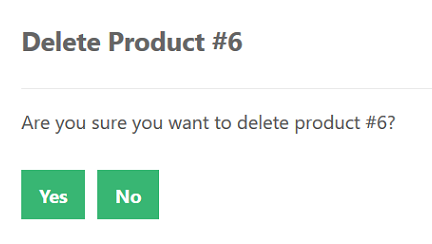 Delete Product #6
Are you sure you want to delete product #6?
Yes No